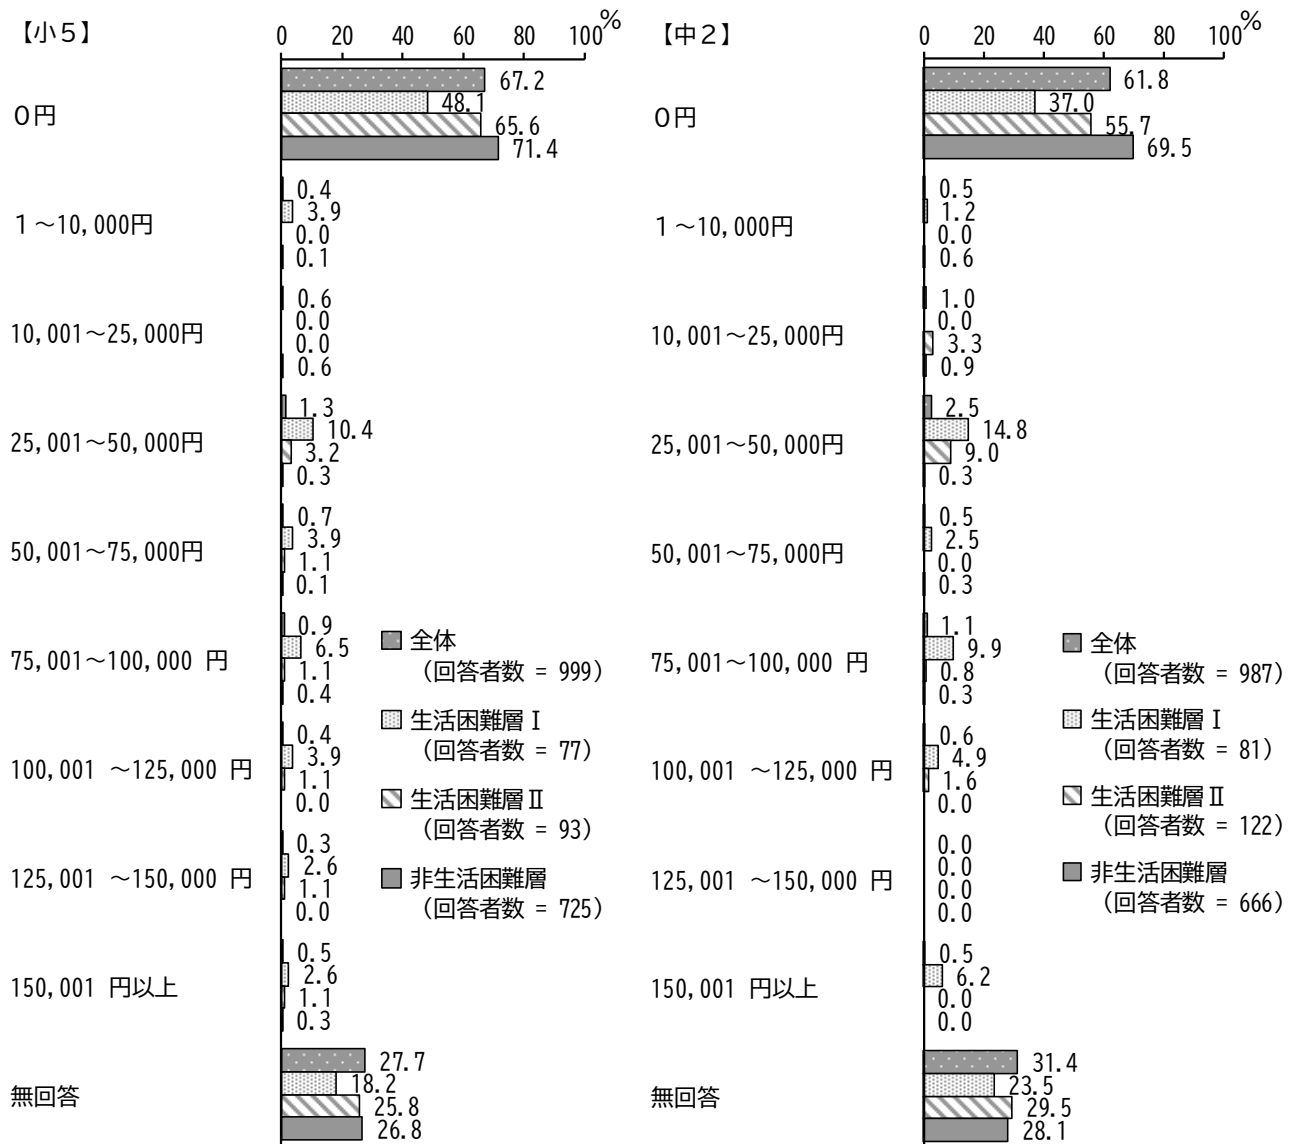 【小５】
0 20 40 60 80 100%
０円
67.2
48.1
65.6
71.4
１～10,000円
0.4
3.9
0.0
0.1
10,001～25,000円
0.6
0.0
0.0
0.6
25,001～50,000円
1.3
10.4
3.2
0.3
50,001～75,000円
0.7
3.9
1.1
0.1
75,001～100,000 円
0.9
6.5
1.1
0.4
100,001 ～125,000 円
0.4
3.9
1.1
0.0
125,001 ～150,000 円
0.3
2.6
1.1
0.0
150,001 円以上
0.5
2.6
1.1
0.3
無回答
27.7
18.2
25.8
26.8
全体
（回答者数 = 999）
生活困難層Ⅰ
（回答者数 = 77）
生活困難層Ⅱ
（回答者数 = 93）
非生活困難層
（回答者数 = 725）
【中２】
0 20 40 60 80 100%
０円
61.8
37.0
55.7
69.5
１～10,000円
0.5
1.2
0.0
0.6
10,001～25,000円
1.0
0.0
3.3
0.9
25,001～50,000円
2.5
14.8
9.0
0.3
50,001～75,000円
0.5
2.5
0.0
0.3
75,001～100,000 円
1.1
9.9
0.8
0.3
100,001 ～125,000 円
0.6
4.9
1.6
0.0
125,001 ～150,000 円
0.0
0.0
0.0
0.0
150,001 円以上
0.5
6.2
0.0
0.0
無回答
31.4
23.5
29.5
28.1
全体
（回答者数 = 987）
生活困難層Ⅰ
（回答者数 = 81）
生活困難層Ⅱ
（回答者数 = 122）
非生活困難層
（回答者数 = 666）